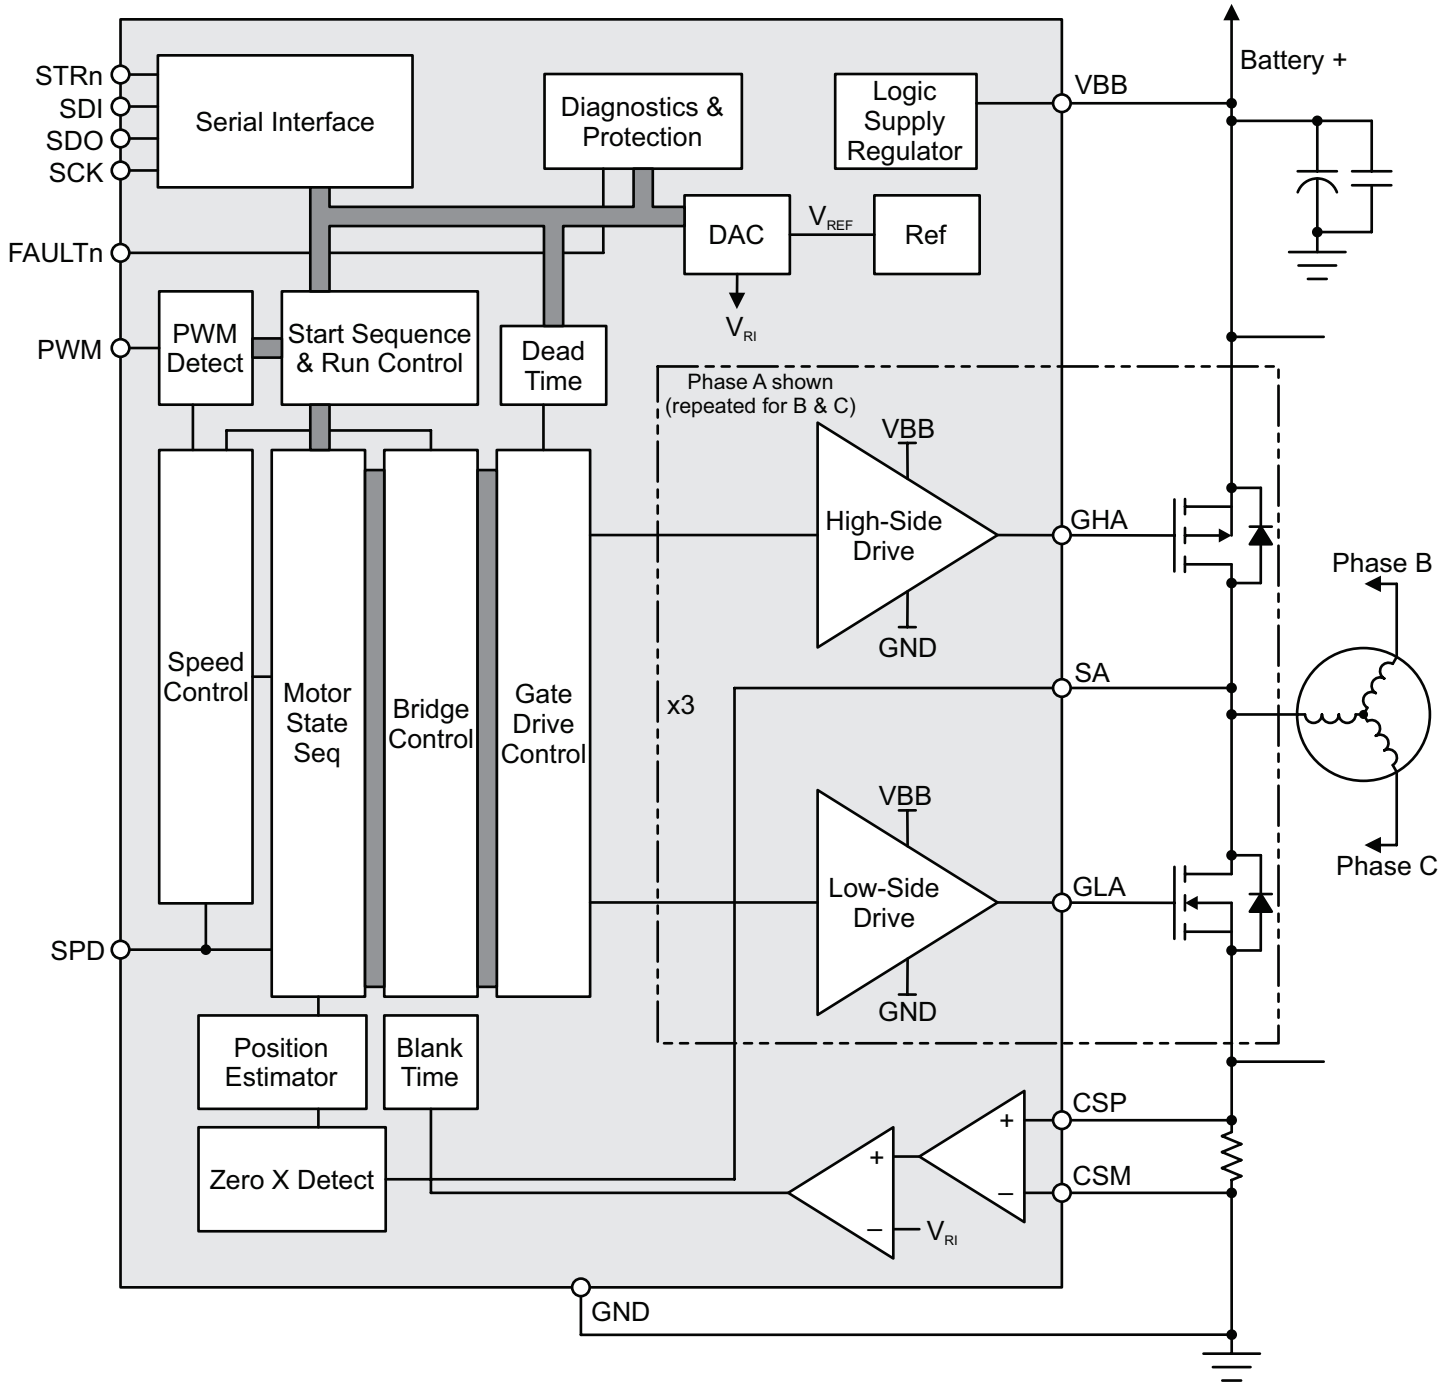 Battery +
STRn
SDI
SDO
SCK
Serial Interface
Diagnostics &
Protection
Logic
Supply
Regulator
VBB
FAULTn
DAC
VREF
Ref
VRI
PWM
PWM
Detect
Start Sequence
& Run Control
Dead
Time
Phase A shown
(repeated for B & C)
VBB
High-Side
Drive
GND
GHA
Phase B
Speed
Control
Motor
State
Seq
Bridge
Control
Gate
Drive
Control
x3
SA
VBB
Low-Side
Drive
GND
GLA
Phase C
SPD
Position
Estimator
Blank
Time
Zero X Detect
+
–
VRI
+
–
CSP
CSM
GND